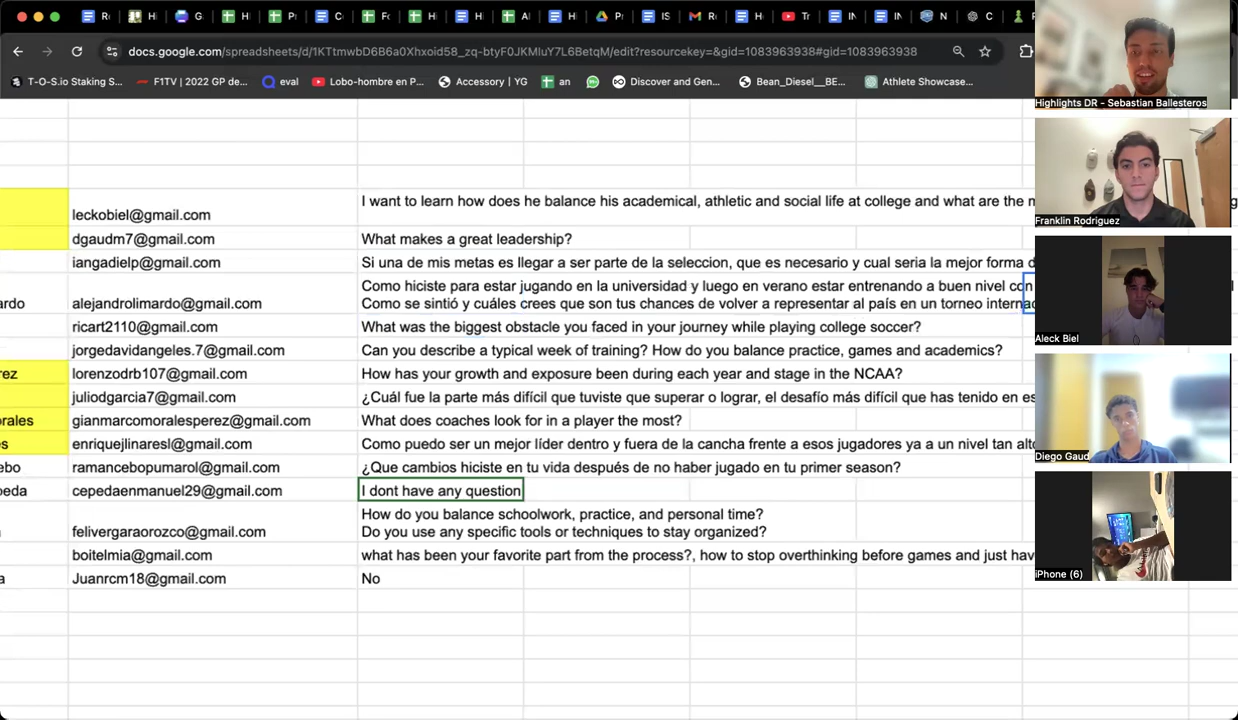 docs.google.com/spreadsheets/d/1KTtmwbD6B6a0Xhxoid58_zq-btyF0JKMIuY7L6BetqM/edit?resourcekey=&gid=1083963938#gid=1083963938
T-O-S.io Staking S... F1TV | 2022 GP de... eval Lobo-hombre en P... Accessory | YG an Discover and Gen... Bean_Diesel__BE... Athlete Showcase...
Highlights DR - Sebastian Ballesteros
Franklin Rodriguez
Aleck Biel
Diego Gaud
iPhone (6)
leckobiel@gmail.com I want to learn how does he balance his academical, athletic and social life at college and what are the
dgaudm7@gmail.com What makes a great leadership?
iangadielp@gmail.com Si una de mis metas es llegar a ser parte de la seleccion, que es necesario y cual seria la mejor forma
Como hiciste para estar jugando en la universidad y luego en verano estar entrenando a buen nivel con
ardo alejandrolimardo@gmail.com Como se sintió y cuáles crees que son tus chances de volver a representar al país en un torneo internac
ricart2110@gmail.com What was the biggest obstacle you faced in your journey while playing college soccer?
jorgedavidangeles.7@gmail.com Can you describe a typical week of training? How do you balance practice, games and academics?
rez lorenzodrb107@gmail.com How has your growth and exposure been during each year and stage in the NCAA?
juliodgarcia7@gmail.com ¿Cuál fue la parte más difícil que tuviste que superar o lograr, el desafío más difícil que has tenido en es
orales gianmarcomoralesperez@gmail.com What does coaches look for in a player the most?
es enriquejlinaresl@gmail.com Como puedo ser un mejor líder dentro y fuera de la cancha frente a esos jugadores ya a un nivel tan alto
ebo ramancebopumarol@gmail.com ¿Que cambios hiciste en tu vida después de no haber jugado en tu primer season?
peda cepedaenmanuel29@gmail.com I dont have any question
How do you balance schoolwork, practice, and personal time?
felivergaraorozco@gmail.com Do you use any specific tools or techniques to stay organized?
boitelmia@gmail.com what has been your favorite part from the process?, how to stop overthinking before games and just hav
a Juanrcm18@gmail.com No